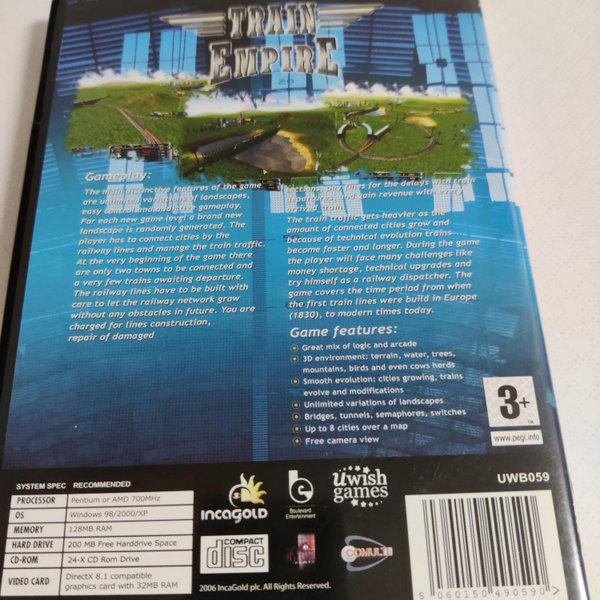 TRAIN
EMPIRE
Gameplay:
The main distinctive features of the game
are unlimited variations of landscapes,
easy control and addictive gameplay.
For each new game level a brand new
landscape is randomly generated. The
player has to connect cities by the
railway lines and manage the train traffic.
At the very beginning of the game there
are only two towns to be connected and
a very few trains awaiting departure.
The railway lines have to be built with
care to let the railway network grow
without any obstacles in future. You are
charged for lines construction,
repair of damaged
sections, pay fines for the delays with train
departures, and gain revenue with every
arrived train.
The train traffic gets heavier as the
amount of connected cities grow and
because of technical evolution trains
become faster and longer. During the game
the player will face many challenges like
money shortage, technical upgrades and
try himself as a railway dispatcher. The
game covers the time period from when
the first train lines were build in Europe
(1830), to modern times today.
Game features:
Great mix of logic and arcade
3D environment: terrain, water, trees,
mountains, birds and even cows herds
Smooth evolution: cities growing, trains
evolve and modifications
Unlimited variations of landscapes
Bridges, tunnels, semaphores, switches
Up to 8 cities over a map
Free camera view
3+
www.pegi.info
SYSTEM SPEC RECOMMENDED
PROCESSOR Pentium or AMD 700MHz
OS Windows 98/2000/XP
MEMORY 128MB RAM
HARD DRIVE 200 MB Free Harddrive Space
CD-ROM 24-X CD Rom Drive
VIDEO CARD DirectX 8.1 compatible
graphics card with 32MB RAM
INCAGOLD
Boulevard
Entertainment
uwish
games
COMPACT
disc
2006 IncaGold plc. All Rights Reserved.
UWB059
5 060150 490590 >